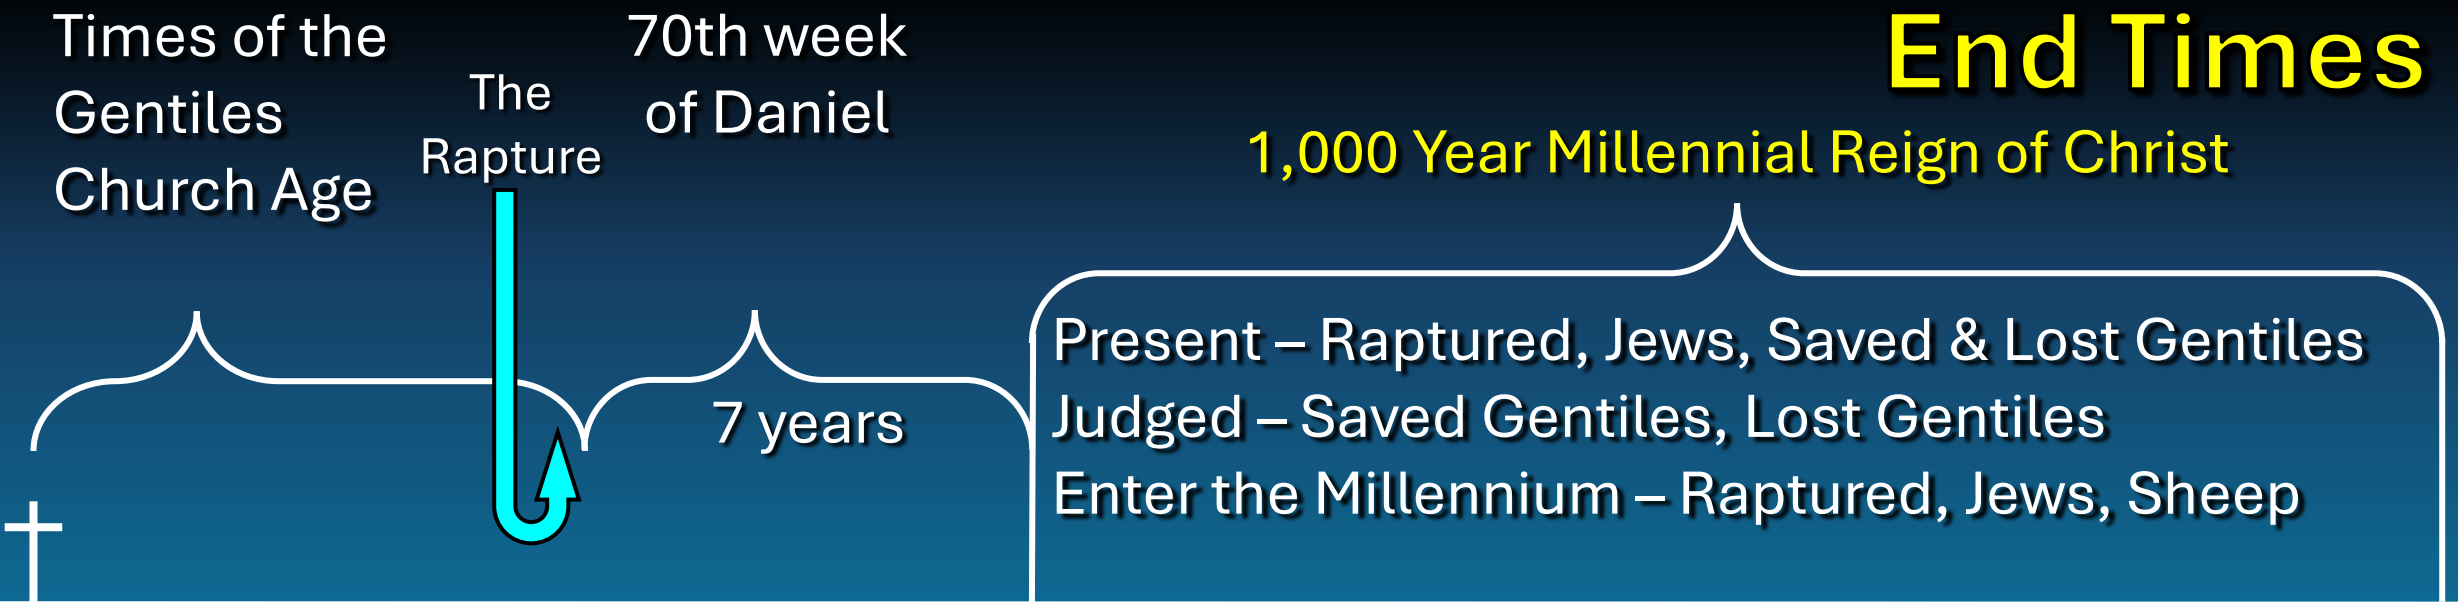 Times of the
Gentiles
Church Age
The
Rapture
70th week
of Daniel
7 years
End Times
1,000 Year Millennial Reign of Christ
Present – Raptured, Jews, Saved & Lost Gentiles
Judged – Saved Gentiles, Lost Gentiles
Enter the Millennium – Raptured, Jews, Sheep